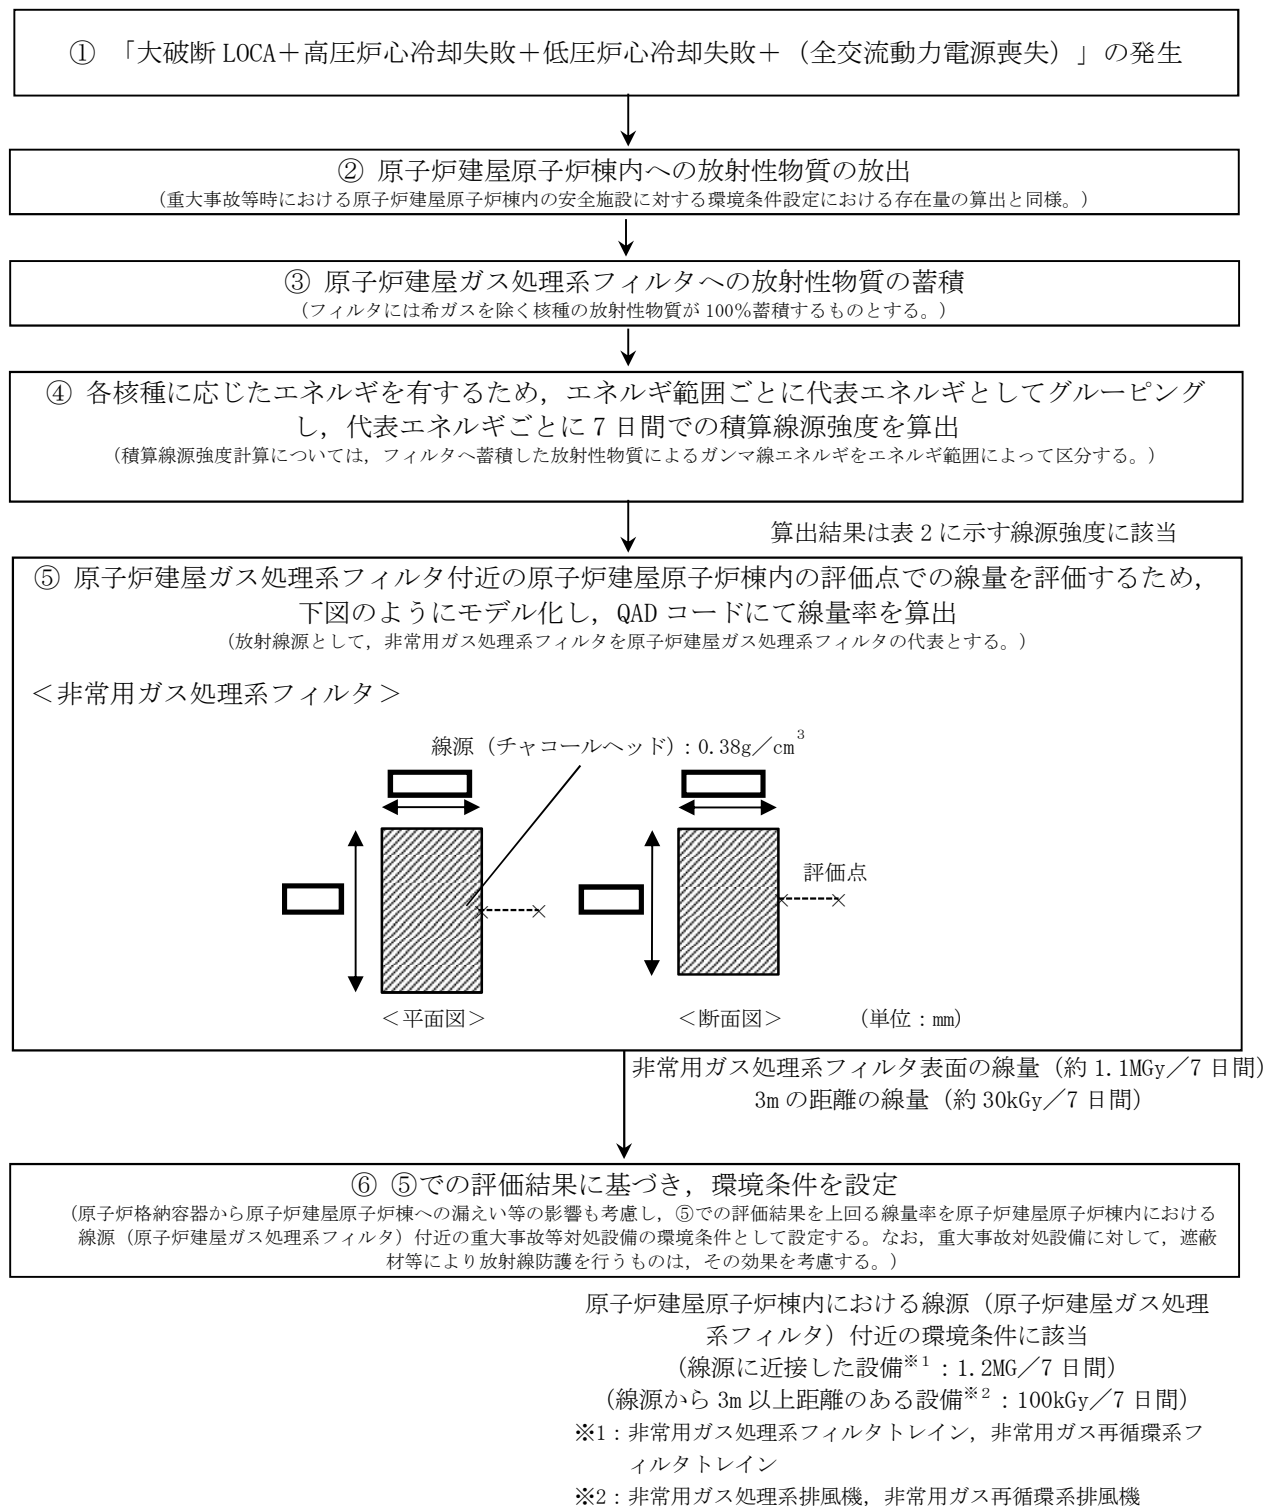 ① 「大破断 LOCA＋高圧炉心冷却失敗＋低圧炉心冷却失敗＋（全交流動力電源喪失）」の発生
② 原子炉建屋原子炉棟内への放射性物質の放出
（重大事故等時における原子炉建屋原子炉棟内の安全施設に対する環境条件設定における存在量の算出と同様。）
③ 原子炉建屋ガス処理系フィルタへの放射性物質の蓄積
（フィルタには希ガスを除く核種の放射性物質が 100％蓄積するものとする。）
④ 各核種に応じたエネルギを有するため，エネルギ範囲ごとに代表エネルギとしてグルーピング
し，代表エネルギごとに 7 日間での積算線源強度を算出
（積算線源強度計算については，フィルタへ蓄積した放射性物質によるガンマ線エネルギをエネルギ範囲によって区分する。）
算出結果は表 2 に示す線源強度に該当
⑤ 原子炉建屋ガス処理系フィルタ付近の原子炉建屋原子炉棟内の評価点での線量を評価するため，
下図のようにモデル化し，QAD コードにて線量率を算出
（放射線源として，非常用ガス処理系フィルタを原子炉建屋ガス処理系フィルタの代表とする。）
＜非常用ガス処理系フィルタ＞
線源（チャコールヘッド）：0.38g／cm³
評価点
＜平面図＞ ＜断面図＞ （単位：mm）
非常用ガス処理系フィルタ表面の線量（約 1.1MGy／7 日間）
3m の距離の線量（約 30kGy／7 日間）
⑥ ⑤での評価結果に基づき，環境条件を設定
（原子炉格納容器から原子炉建屋原子炉棟への漏えい等の影響も考慮し，⑤での評価結果を上回る線量率を原子炉建屋原子炉棟内における
線源（原子炉建屋ガス処理系フィルタ）付近の重大事故等対処設備の環境条件として設定する。なお，重大事故対処設備に対して，遮蔽
材等により放射線防護を行うものは，その効果を考慮する。）
原子炉建屋原子炉棟内における線源（原子炉建屋ガス処理
系フィルタ）付近の環境条件に該当
（線源に近接した設備※1：1.2MG／7 日間）
（線源から 3m 以上距離のある設備※2：100kGy／7 日間）
※1：非常用ガス処理系フィルタトレイン，非常用ガス再循環系フ
ィルタトレイン
※2：非常用ガス処理系排風機，非常用ガス再循環系排風機